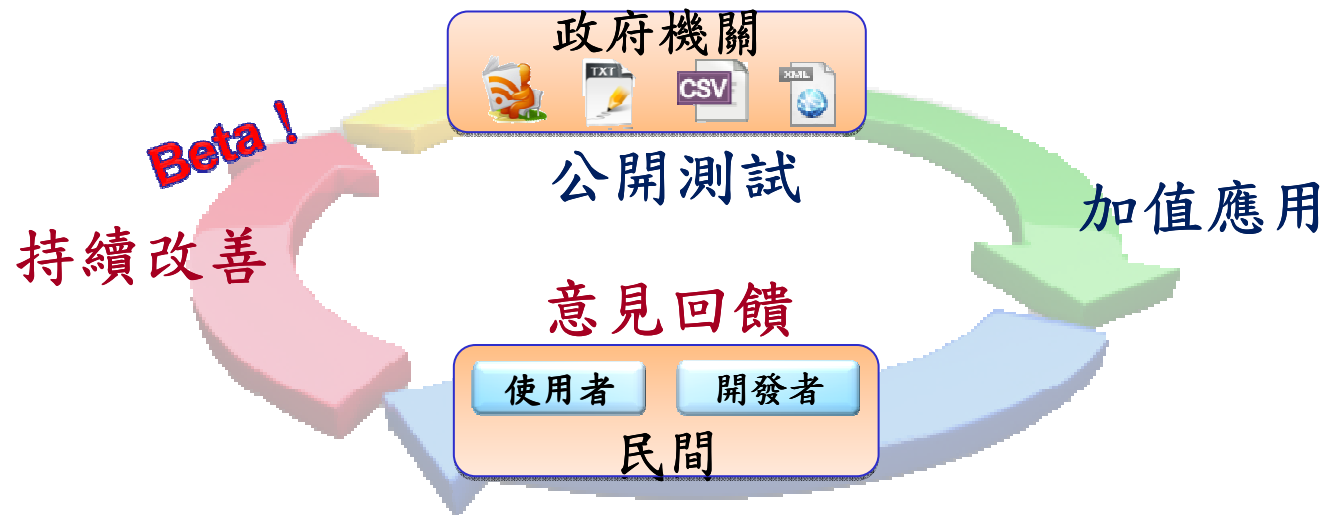 政府機關
TXT
CSV
XML
Beta！
公開測試
加值應用
持續改善
意見回饋
使用者
開發者
民間